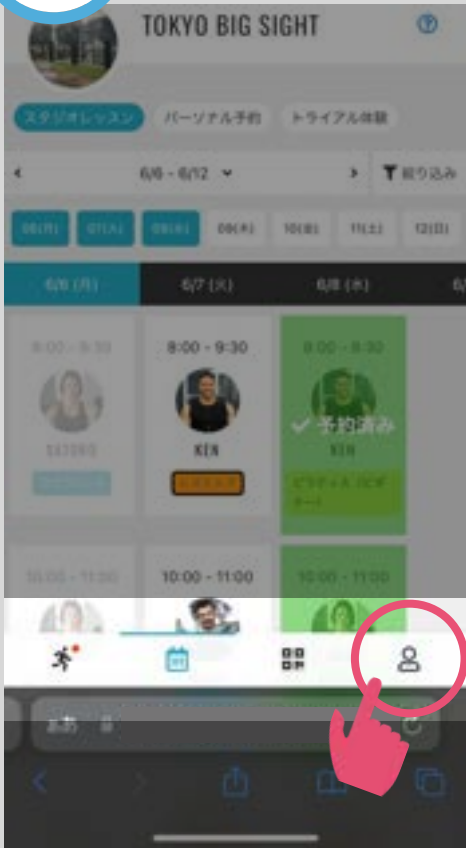 TOKYO BIG SIGHT
スタジオレッスン
パーソナル予約
トライアル体験
6/6 - 6/12
絞り込み
06(月) 07(火) 08(水) 09(木) 10(金) 11(土) 12(日)
6/6 (月) 6/7 (火) 6/8 (水)
8:00 - 9:30 8:00 - 9:30 8:00 - 9:30
✓ 予約済み
KEN KEN
10:00 - 11:00 10:00 - 11:00 10:00 - 11:00
ぁあ